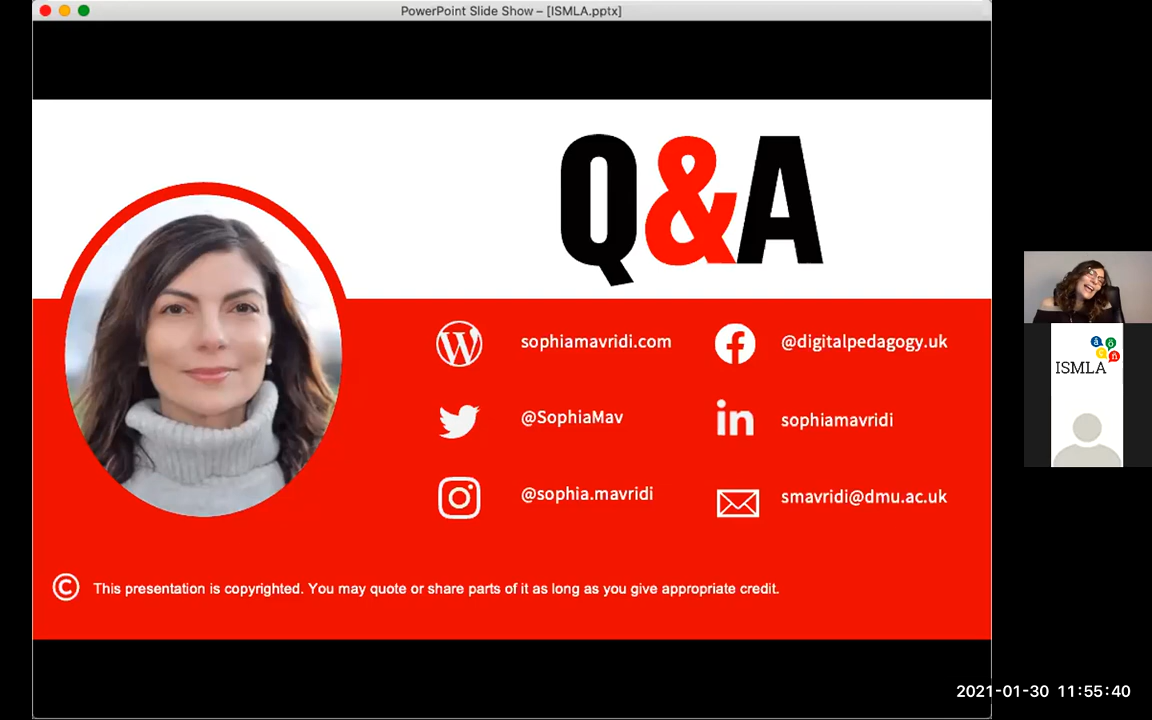 PowerPoint Slide Show – [ISMLA.pptx]
Q&A
sophiamavridi.com
@digitalpedagogy.uk
@SophiaMav
sophiamavridi
@sophia.mavridi
smavridi@dmu.ac.uk
© This presentation is copyrighted. You may quote or share parts of it as long as you give appropriate credit.
â ö ç ñ
ISMLA
2021-01-30 11:55:40